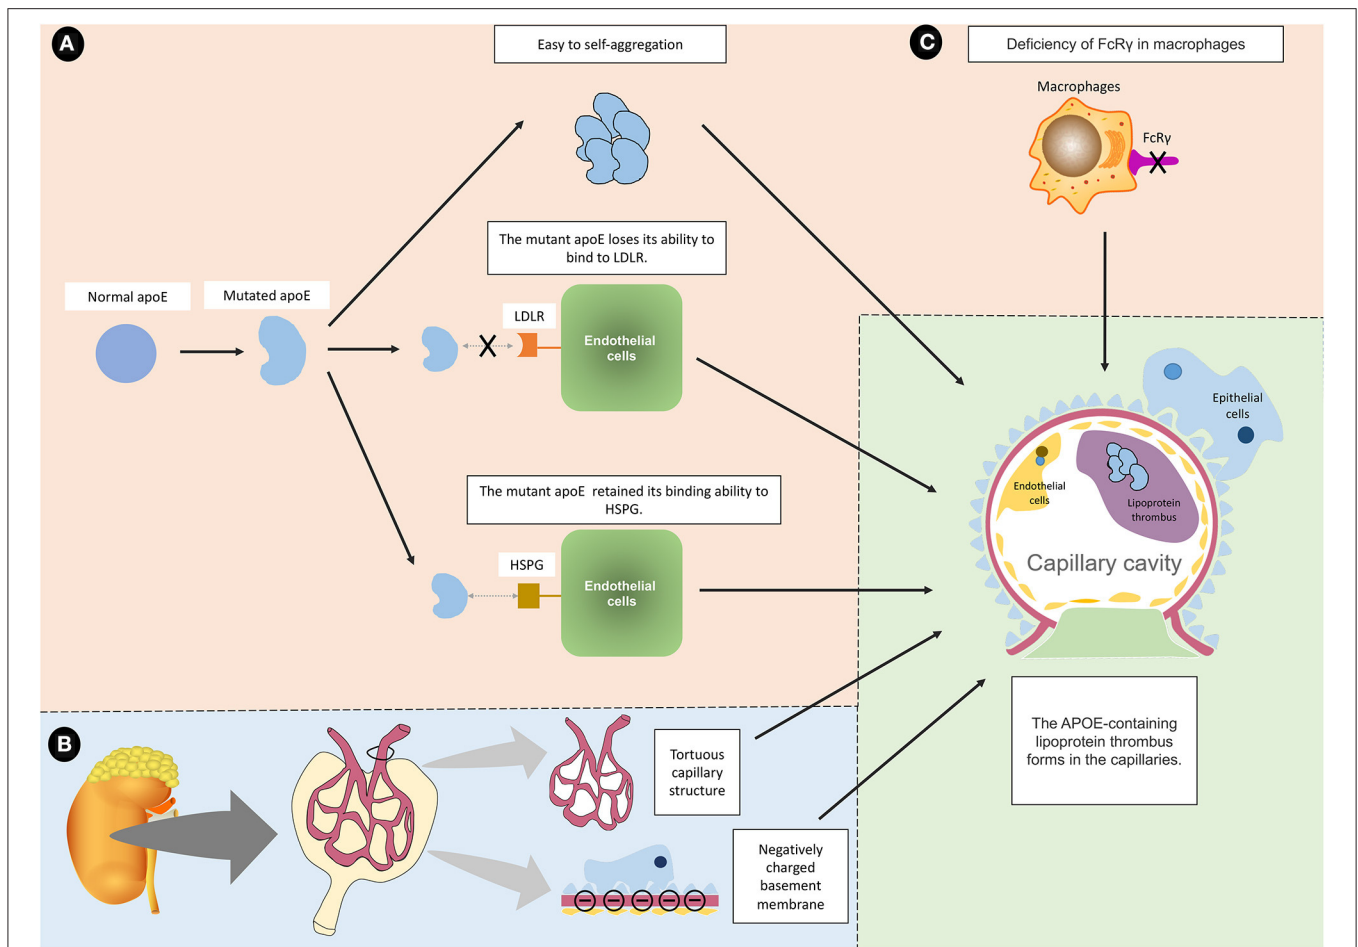 A
Easy to self-aggregation
C
Deficiency of FcRγ in macrophages
Macrophages
FcRγ
The mutant apoE loses its ability to
bind to LDLR.
Normal apoE
Mutated apoE
LDLR
Endothelial
cells
The mutant apoE retained its binding ability to
HSPG.
HSPG
Endothelial
cells
Epithelial
cells
Endothelial
cells
Lipoprotein
thrombus
Capillary cavity
The APOE-containing
lipoprotein thrombus
forms in the capillaries.
B
Tortuous
capillary
structure
Negatively
charged
basement
membrane